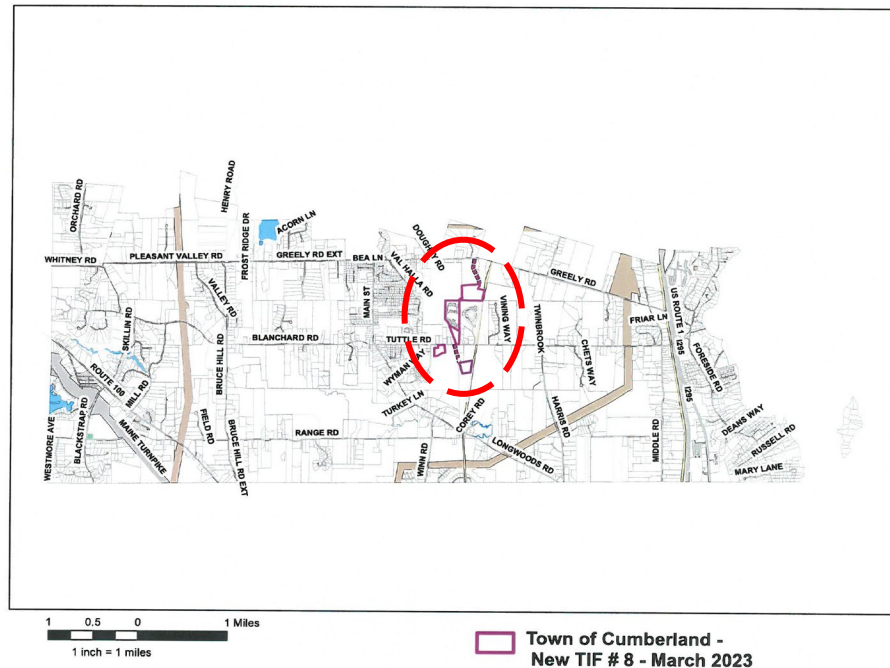 HENRY ROAD
ORCHARD RD
ACORN LN
FROST RIDGE DR
DOUGHTY RD
WHITNEY RD
PLEASANT VALLEY RD
GREELY RD EXT
BEA LN
VAL HALLA RD
GREELY RD
VALLEY RD
MAIN ST
US ROUTE 1
I295
SKILLIN RD
BLANCHARD RD
TUTTLE RD
VINING WAY
TWINBROOK
FRIAR LN
FORESIDE RD
BRUCE HILL RD
WYMAN WAY
CHETS WAY
I295
ROUTE 100
MILL RD
TURKEY LN
WESTMORE AVE
BLACKSTRAP RD
MAINE TURNPIKE
FIELD RD
BRUCE HILL RD EXT
RANGE RD
COREY RD
WINN RD
LONGWOODS RD
HARRIS RD
MIDDLE RD
DEANS WAY
RUSSELL RD
MARY LANE
1 0.5 0 1 Miles
1 inch = 1 miles
Town of Cumberland -
New TIF # 8 - March 2023